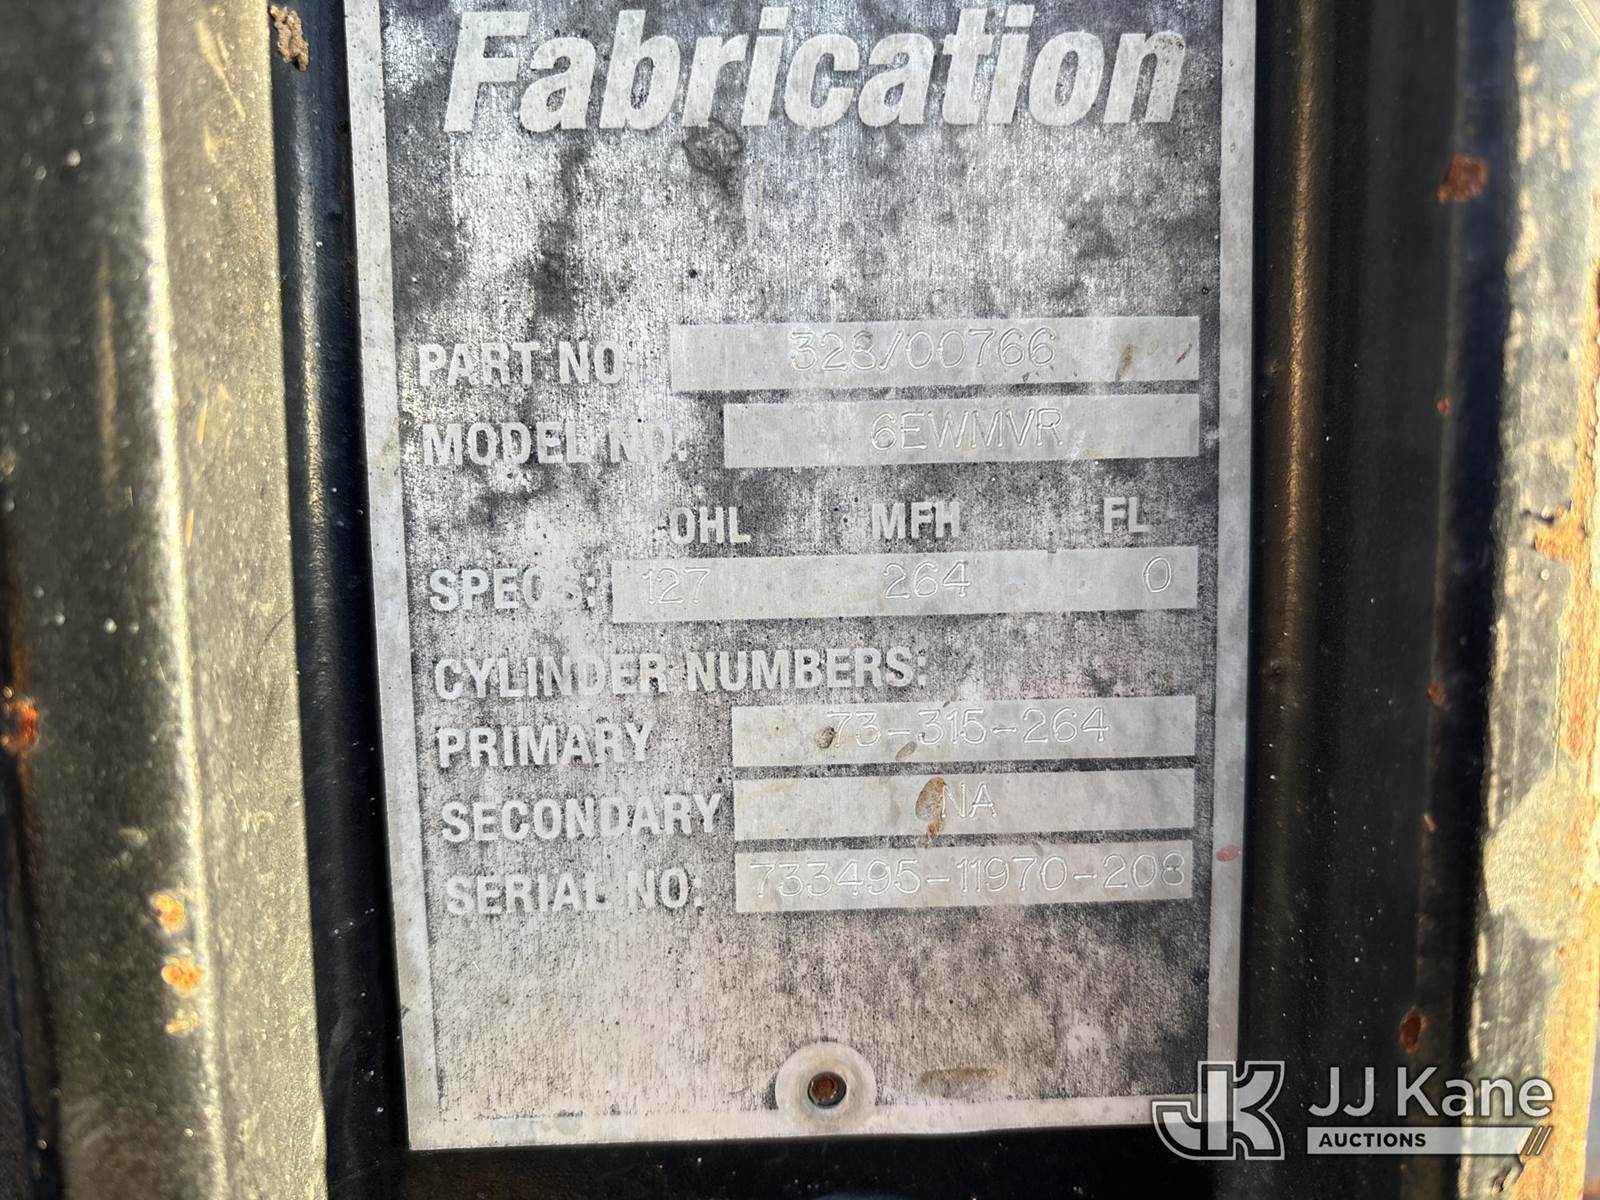 Fabrication
PART NO 328/00766
MODEL NO: 6EWMVR
OHL MFH FL
SPECS: 127 264 0
CYLINDER NUMBERS:
PRIMARY 73-315-264
SECONDARY NA
SERIAL NO: 733495-11970-208
JK JJ Kane
AUCTIONS